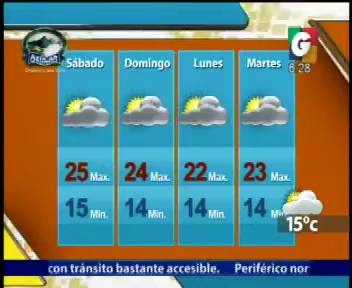 Sábado Domingo Lunes Martes
G
6:28
25 Max. 24 Max. 22 Max. 23 Max.
15 Min. 14 Min. 14 Min. 14 Min.
15°c
con tránsito bastante accesible. Periférico nor